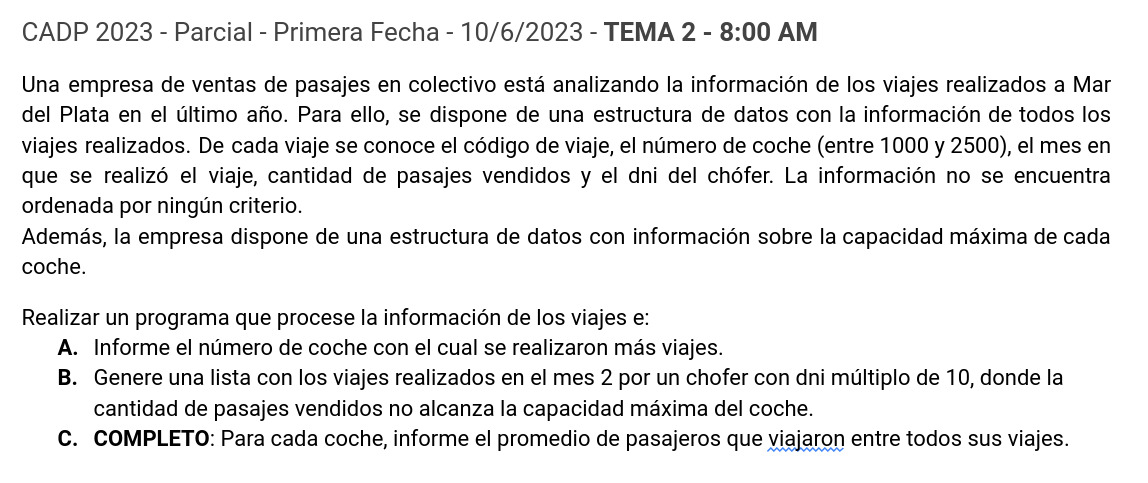 CADP 2023 - Parcial - Primera Fecha - 10/6/2023 - TEMA 2 - 8:00 AM
Una empresa de ventas de pasajes en colectivo está analizando la información de los viajes realizados a Mar
del Plata en el último año. Para ello, se dispone de una estructura de datos con la información de todos los
viajes realizados. De cada viaje se conoce el código de viaje, el número de coche (entre 1000 y 2500), el mes en
que se realizó el viaje, cantidad de pasajes vendidos y el dni del chófer. La información no se encuentra
ordenada por ningún criterio.
Además, la empresa dispone de una estructura de datos con información sobre la capacidad máxima de cada
coche.
Realizar un programa que procese la información de los viajes e:
A. Informe el número de coche con el cual se realizaron más viajes.
B. Genere una lista con los viajes realizados en el mes 2 por un chofer con dni múltiplo de 10, donde la
cantidad de pasajes vendidos no alcanza la capacidad máxima del coche.
C. COMPLETO: Para cada coche, informe el promedio de pasajeros que viajaron entre todos sus viajes.